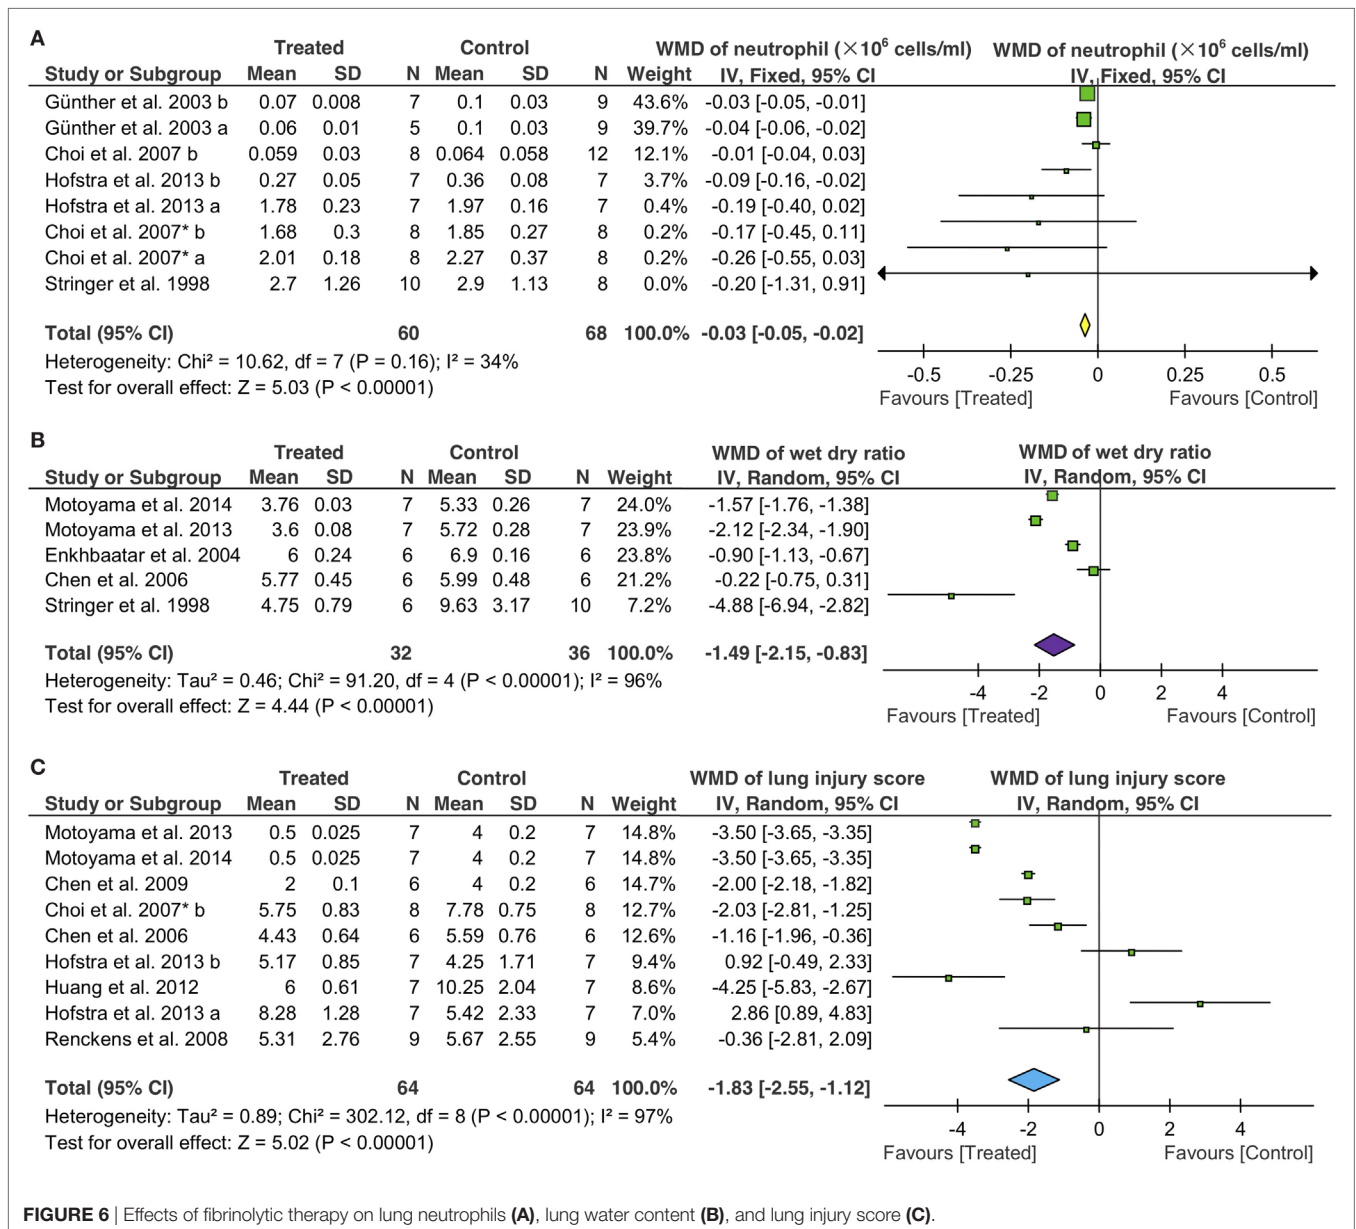 A
Treated Control WMD of neutrophil (×10⁶ cells/ml) WMD of neutrophil (×10⁶ cells/ml)
Study or Subgroup Mean SD N Mean SD N Weight IV, Fixed, 95% CI IV, Fixed, 95% CI
Günther et al. 2003 b 0.07 0.008 7 0.1 0.03 9 43.6% -0.03 [-0.05, -0.01]
Günther et al. 2003 a 0.06 0.01 5 0.1 0.03 9 39.7% -0.04 [-0.06, -0.02]
Choi et al. 2007 b 0.059 0.03 8 0.064 0.058 12 12.1% -0.01 [-0.04, 0.03]
Hofstra et al. 2013 b 0.27 0.05 7 0.36 0.08 7 3.7% -0.09 [-0.16, -0.02]
Hofstra et al. 2013 a 1.78 0.23 7 1.97 0.16 7 0.4% -0.19 [-0.40, 0.02]
Choi et al. 2007* b 1.68 0.3 8 1.85 0.27 8 0.2% -0.17 [-0.45, 0.11]
Choi et al. 2007* a 2.01 0.18 8 2.27 0.37 8 0.2% -0.26 [-0.55, 0.03]
Stringer et al. 1998 2.7 1.26 10 2.9 1.13 8 0.0% -0.20 [-1.31, 0.91]
Total (95% CI) 60 68 100.0% -0.03 [-0.05, -0.02]
Heterogeneity: Chi² = 10.62, df = 7 (P = 0.16); I² = 34%
Test for overall effect: Z = 5.03 (P < 0.00001)
-0.5 -0.25 0 0.25 0.5
Favours [Treated] Favours [Control]
B
Treated Control WMD of wet dry ratio WMD of wet dry ratio
Study or Subgroup Mean SD N Mean SD N Weight IV, Random, 95% CI IV, Random, 95% CI
Motoyama et al. 2014 3.76 0.03 7 5.33 0.26 7 24.0% -1.57 [-1.76, -1.38]
Motoyama et al. 2013 3.6 0.08 7 5.72 0.28 7 23.9% -2.12 [-2.34, -1.90]
Enkhbaatar et al. 2004 6 0.24 6 6.9 0.16 6 23.8% -0.90 [-1.13, -0.67]
Chen et al. 2006 5.77 0.45 6 5.99 0.48 6 21.2% -0.22 [-0.75, 0.31]
Stringer et al. 1998 4.75 0.79 6 9.63 3.17 10 7.2% -4.88 [-6.94, -2.82]
Total (95% CI) 32 36 100.0% -1.49 [-2.15, -0.83]
Heterogeneity: Tau² = 0.46; Chi² = 91.20, df = 4 (P < 0.00001); I² = 96%
Test for overall effect: Z = 4.44 (P < 0.00001)
-4 -2 0 2 4
Favours [Treated] Favours [Control]
C
Treated Control WMD of lung injury score WMD of lung injury score
Study or Subgroup Mean SD N Mean SD N Weight IV, Random, 95% CI IV, Random, 95% CI
Motoyama et al. 2013 0.5 0.025 7 4 0.2 7 14.8% -3.50 [-3.65, -3.35]
Motoyama et al. 2014 0.5 0.025 7 4 0.2 7 14.8% -3.50 [-3.65, -3.35]
Chen et al. 2009 2 0.1 6 4 0.2 6 14.7% -2.00 [-2.18, -1.82]
Choi et al. 2007* b 5.75 0.83 8 7.78 0.75 8 12.7% -2.03 [-2.81, -1.25]
Chen et al. 2006 4.43 0.64 6 5.59 0.76 6 12.6% -1.16 [-1.96, -0.36]
Hofstra et al. 2013 b 5.17 0.85 7 4.25 1.71 7 9.4% 0.92 [-0.49, 2.33]
Huang et al. 2012 6 0.61 7 10.25 2.04 7 8.6% -4.25 [-5.83, -2.67]
Hofstra et al. 2013 a 8.28 1.28 7 5.42 2.33 7 7.0% 2.86 [0.89, 4.83]
Renckens et al. 2008 5.31 2.76 9 5.67 2.55 9 5.4% -0.36 [-2.81, 2.09]
Total (95% CI) 64 64 100.0% -1.83 [-2.55, -1.12]
Heterogeneity: Tau² = 0.89; Chi² = 302.12, df = 8 (P < 0.00001); I² = 97%
Test for overall effect: Z = 5.02 (P < 0.00001)
-4 -2 0 2 4
Favours [Treated] Favours [Control]
FIGURE 6 | Effects of fibrinolytic therapy on lung neutrophils (A), lung water content (B), and lung injury score (C).